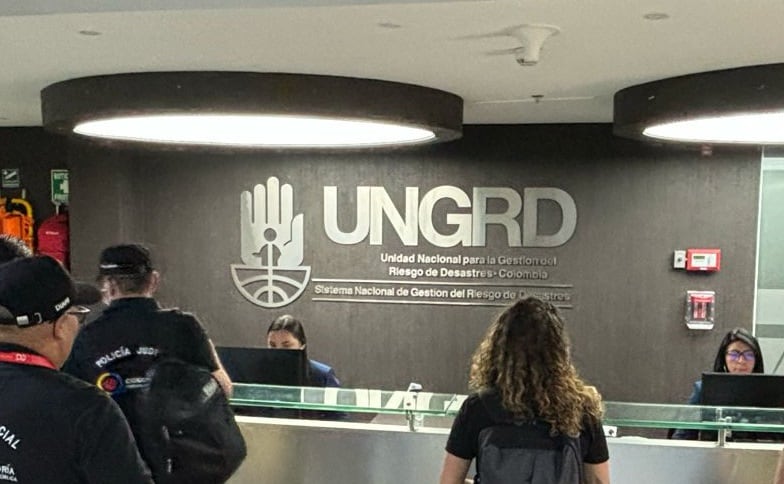 UNGRD
Unidad Nacional para la Gestión del
Riesgo de Desastres - Colombia
Sistema Nacional de Gestión del Riesgo de Desastres
POLICÍA JUDI